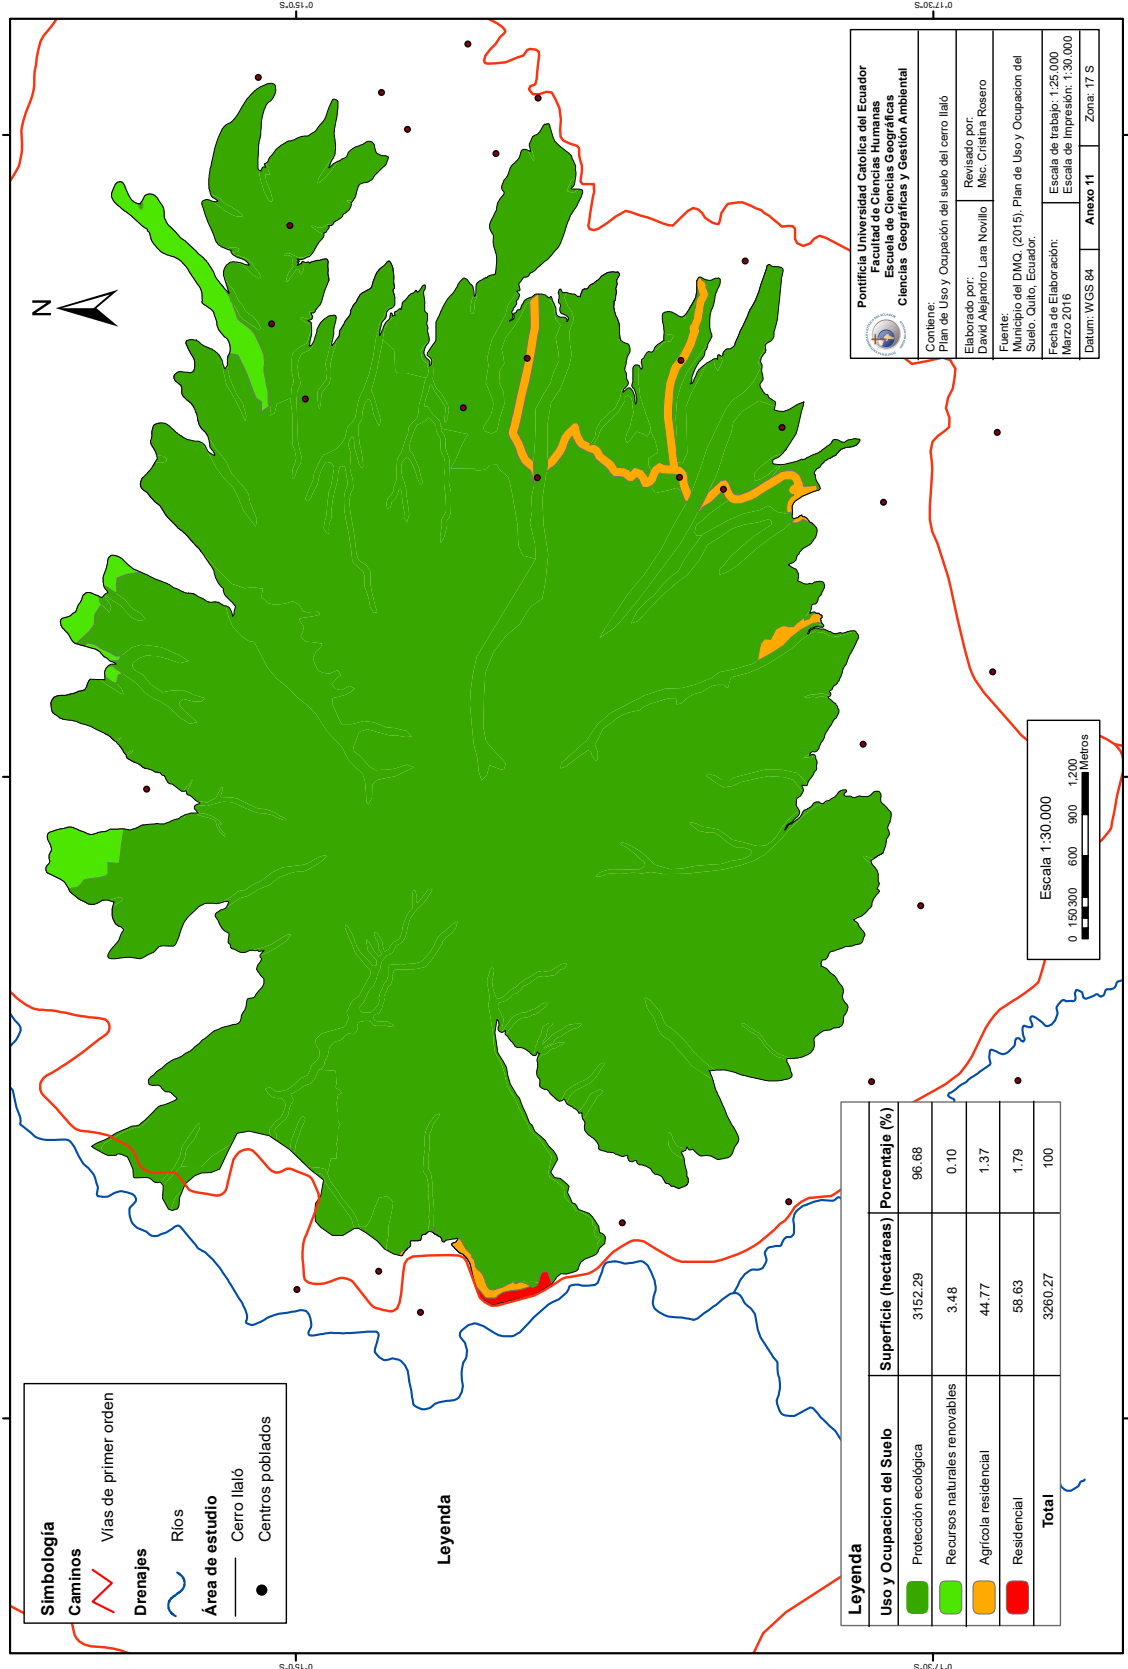 0°15'0"S
0°17'30"S
N
Pontificia Universidad Catolica del Ecuador
Facultad de Ciencias Humanas
Escuela de Ciencias Geográficas
Ciencias Geográficas y Gestión Ambiental
Contiene:
Plan de Uso y Ocupación del suelo del cerro Ilaló
Elaborado por:
David Alejandro Lara Novillo
Revisado por:
Msc. Cristina Rosero
Fuente:
Municipio del DMQ. (2015). Plan de Uso y Ocupacion del
Suelo. Quito, Ecuador.
Fecha de Elaboración:
Marzo 2016
Escala de trabajo: 1:25.000
Escala de Impresión: 1:30.000
Datum: WGS 84
Anexo 11
Zona: 17 S
Escala 1:30.000
0 150 300 600 900 1,200
Metros
Simbología
Caminos
Vías de primer orden
Drenajes
Ríos
Área de estudio
Cerro Ilaló
Centros poblados
Leyenda
Leyenda
Uso y Ocupacion del Suelo Superficie (hectáreas) Porcentaje (%)
Protección ecológica 3152.29 96.68
Recursos naturales renovables 3.48 0.10
Agrícola residencial 44.77 1.37
Residencial 58.63 1.79
Total 3260.27 100
0°15'0"S
0°17'30"S